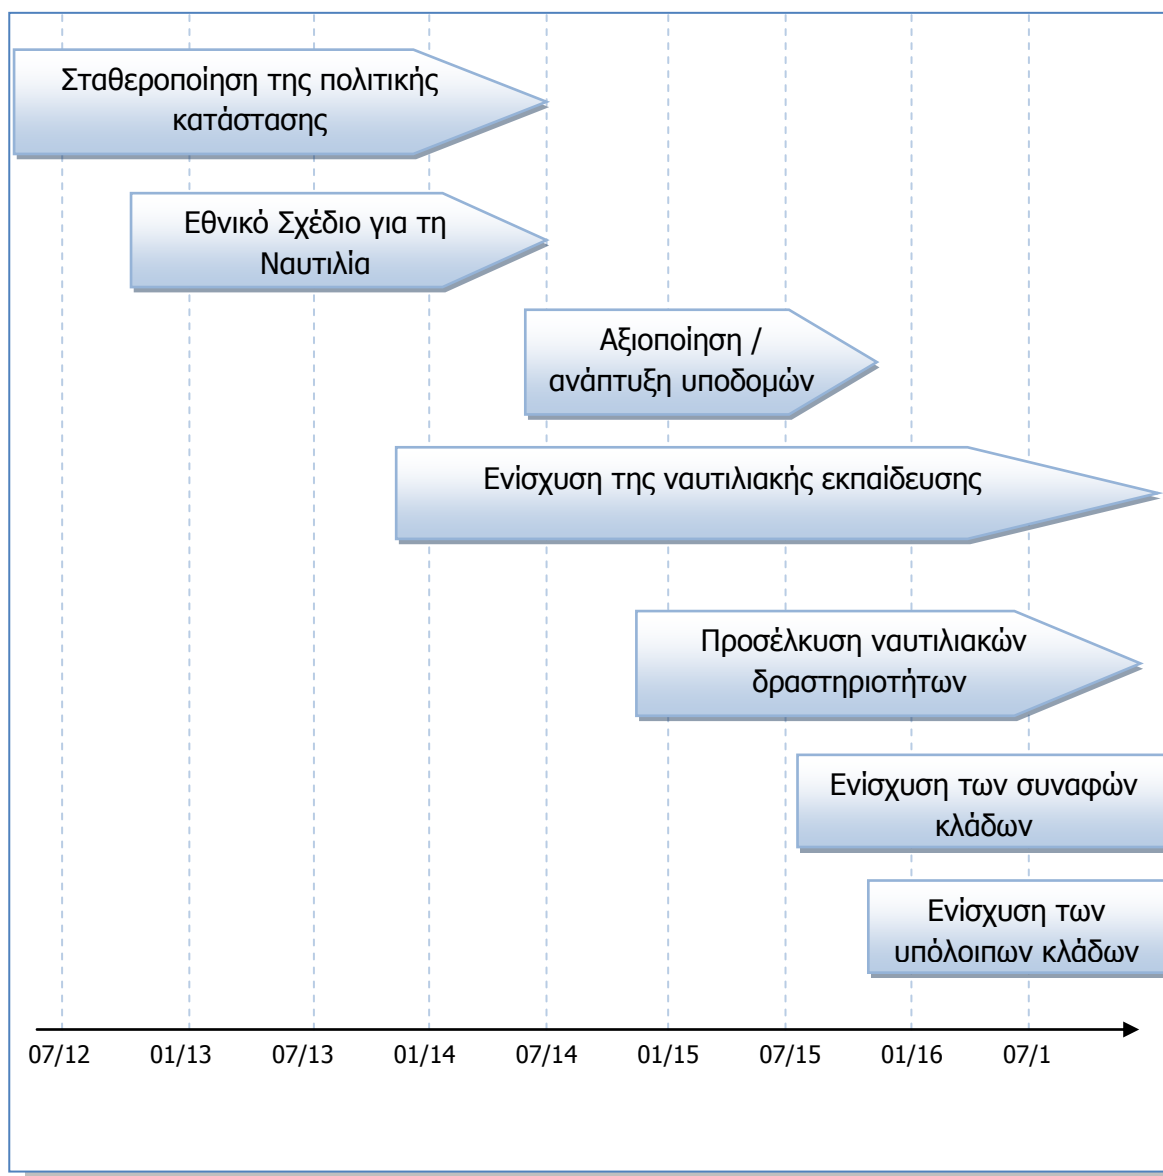 Σταθεροποίηση της πολιτικής
κατάστασης
Εθνικό Σχέδιο για τη
Ναυτιλία
Αξιοποίηση /
ανάπτυξη υποδομών
Ενίσχυση της ναυτιλιακής εκπαίδευσης
Προσέλκυση ναυτιλιακών
δραστηριοτήτων
Ενίσχυση των συναφών
κλάδων
Ενίσχυση των
υπόλοιπων κλάδων
07/12 01/13 07/13 01/14 07/14 01/15 07/15 01/16 07/1